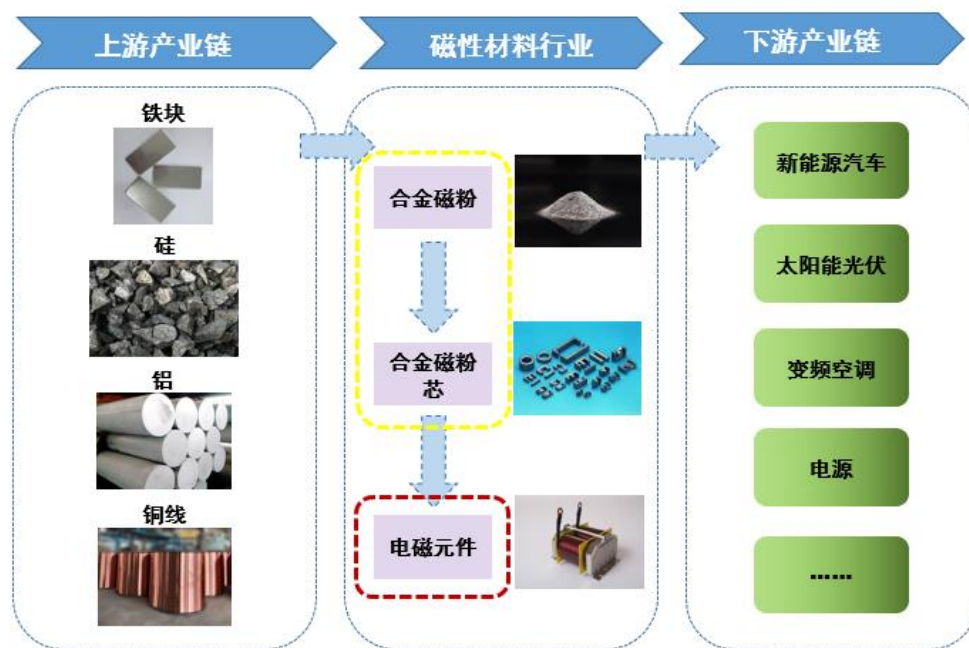 上游产业链
磁性材料行业
下游产业链
铁块
硅
铝
铜线
合金磁粉
合金磁粉
芯
电磁元件
新能源汽车
太阳能光伏
变频空调
电源
……